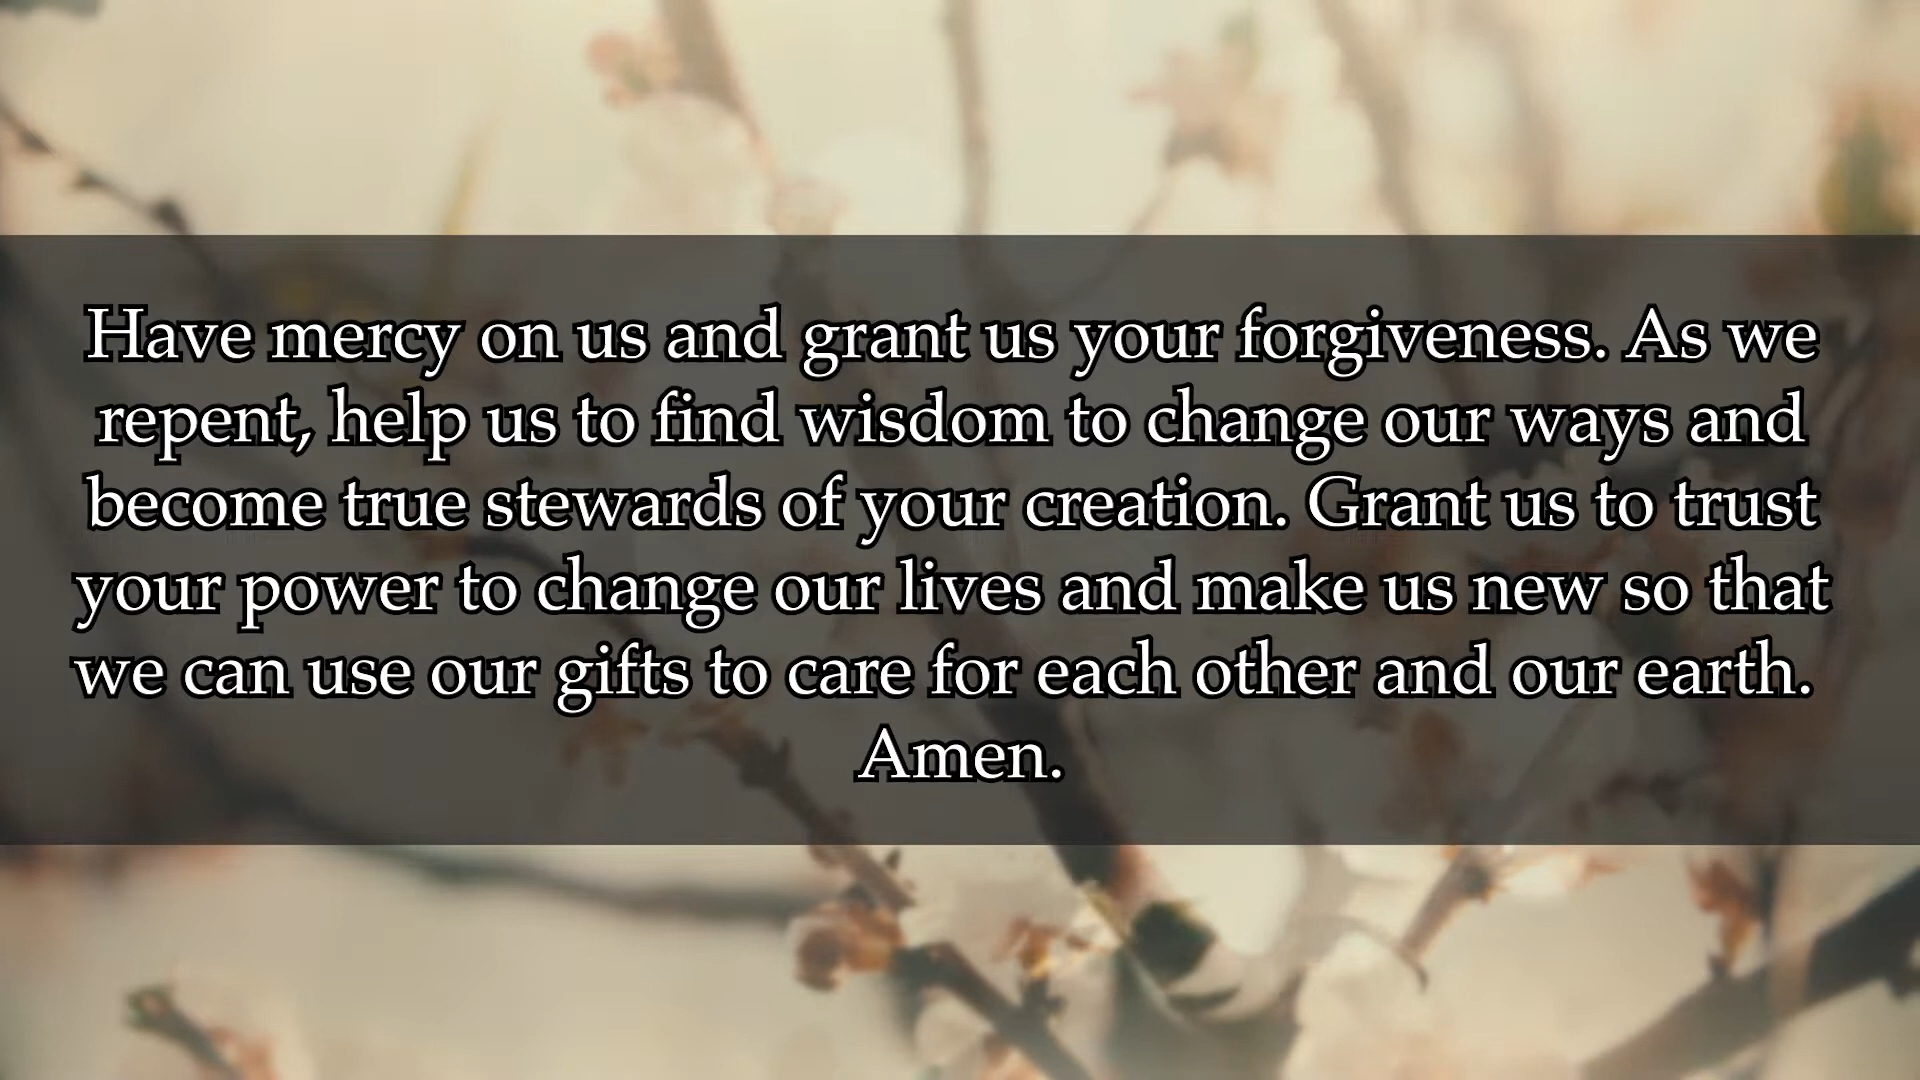 Have mercy on us and grant us your forgiveness. As we
repent, help us to find wisdom to change our ways and
become true stewards of your creation. Grant us to trust
your power to change our lives and make us new so that
we can use our gifts to care for each other and our earth.
Amen.